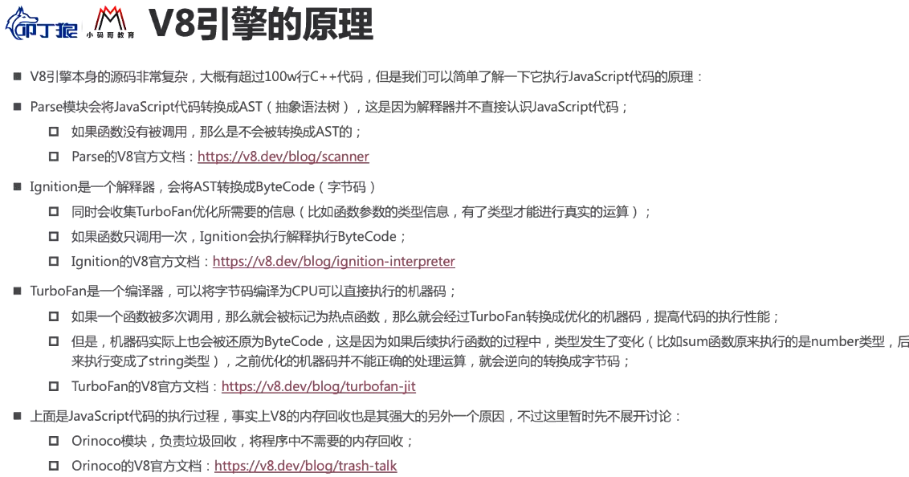 叩丁狼 小码哥教育 V8引擎的原理
■ V8引擎本身的源码非常复杂，大概有超过100w行C++代码，但是我们可以简单了解一下它执行JavaScript代码的原理：
■ Parse模块会将JavaScript代码转换成AST（抽象语法树），这是因为解释器并不直接认识JavaScript代码；
□ 如果函数没有被调用，那么是不会被转换成AST的；
□ Parse的V8官方文档：https://v8.dev/blog/scanner
■ Ignition是一个解释器，会将AST转换成ByteCode（字节码）
□ 同时会收集TurboFan优化所需要的信息（比如函数参数的类型信息，有了类型才能进行真实的运算）；
□ 如果函数只调用一次，Ignition会执行解释执行ByteCode；
□ Ignition的V8官方文档：https://v8.dev/blog/ignition-interpreter
■ TurboFan是一个编译器，可以将字节码编译为CPU可以直接执行的机器码；
□ 如果一个函数被多次调用，那么就会被标记为热点函数，那么就会经过TurboFan转换成优化的机器码，提高代码的执行性能；
□ 但是，机器码实际上也会被还原为ByteCode，这是因为如果后续执行函数的过程中，类型发生了变化（比如sum函数原来执行的是number类型，后
来执行变成了string类型），之前优化的机器码并不能正确的处理运算，就会逆向的转换成字节码；
□ TurboFan的V8官方文档：https://v8.dev/blog/turbofan-jit
■ 上面是JavaScript代码的执行过程，事实上V8的内存回收也是其强大的另外一个原因，不过这里暂时先不展开讨论：
□ Orinoco模块，负责垃圾回收，将程序中不需要的内存回收；
□ Orinoco的V8官方文档：https://v8.dev/blog/trash-talk